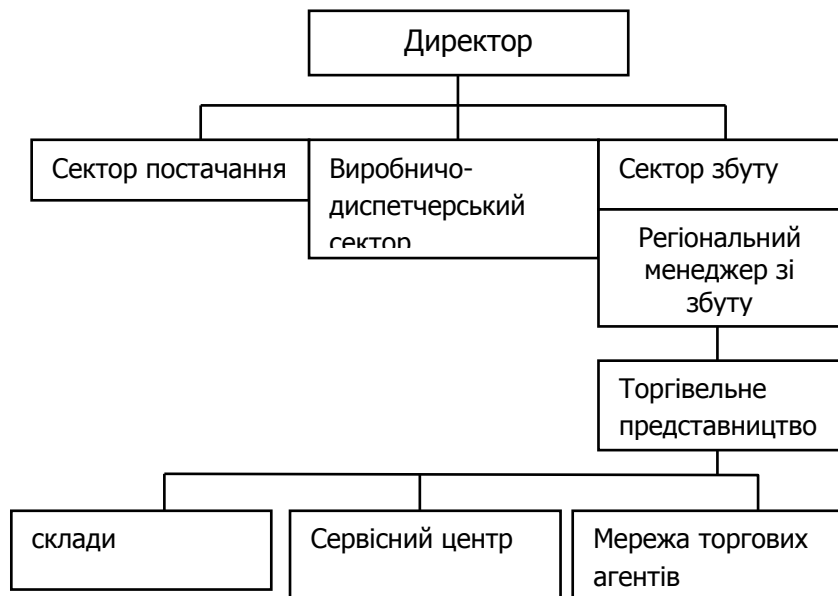 Директор
Сектор постачання
Виробничо-
диспетчерський
сектор
Сектор збуту
Регіональний
менеджер зі
збуту
Торгівельне
представництво
склади
Сервісний центр
Мережа торгових
агентів